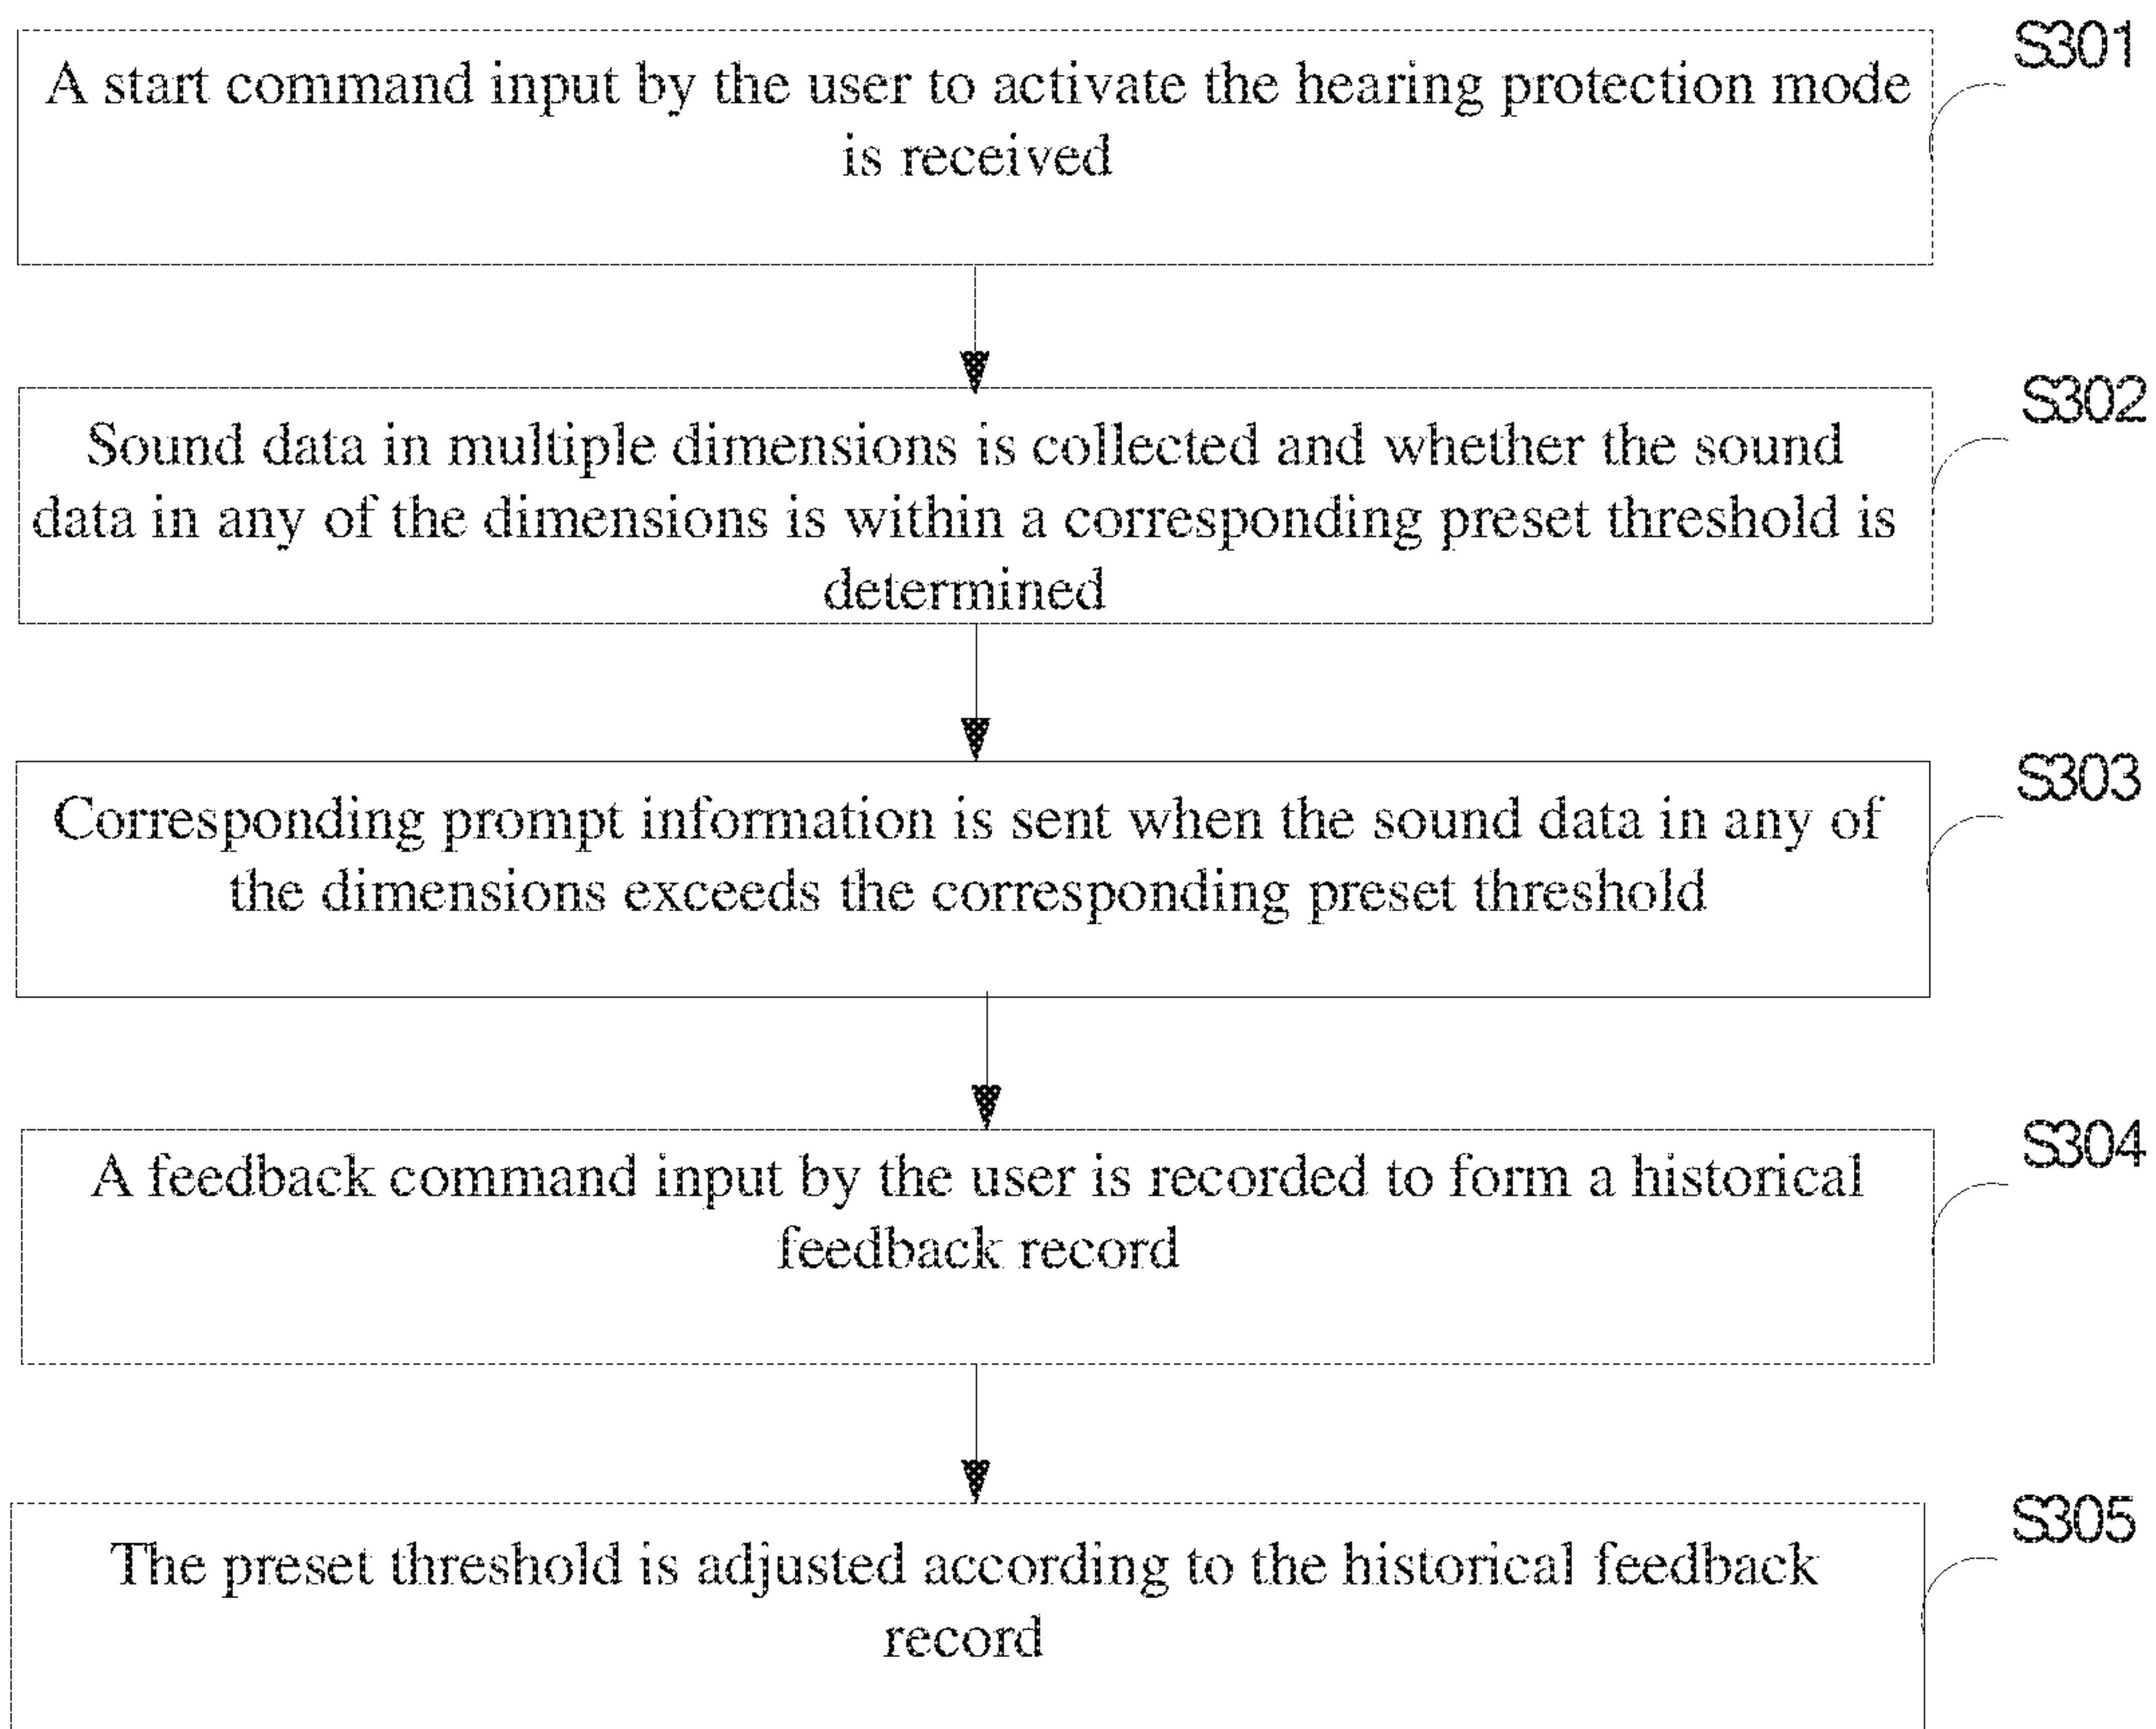 S301
A start command input by the user to activate the hearing protection mode
is received
S302
Sound data in multiple dimensions is collected and whether the sound
data in any of the dimensions is within a corresponding preset threshold is
determined
S303
Corresponding prompt information is sent when the sound data in any of
the dimensions exceeds the corresponding preset threshold
S304
A feedback command input by the user is recorded to form a historical
feedback record
S305
The preset threshold is adjusted according to the historical feedback
record